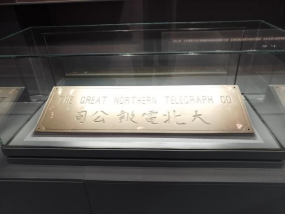 THE GREAT NORTHERN TELEGRAPH CO
大北電報公司